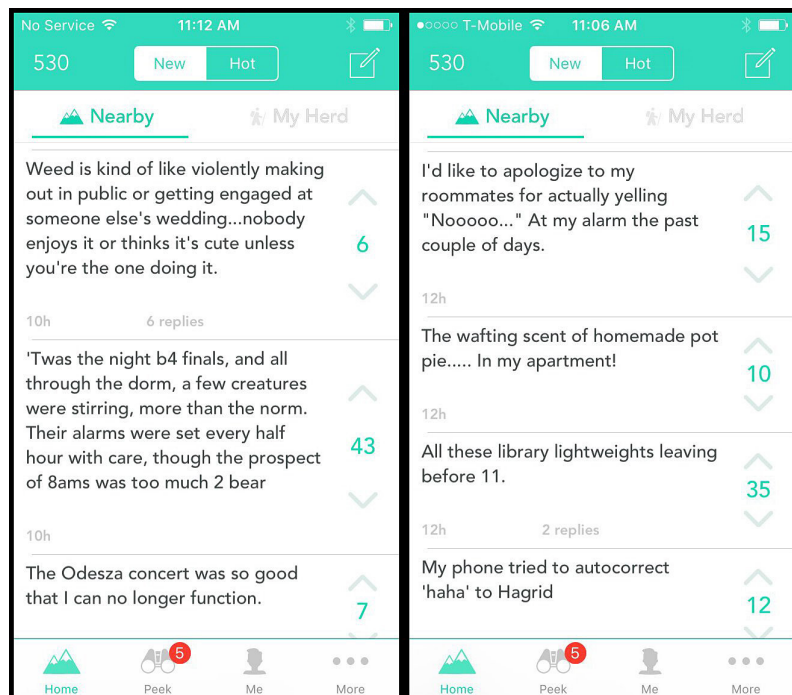 No Service 11:12 AM
530 New Hot
Nearby My Herd
Weed is kind of like violently making
out in public or getting engaged at
someone else's wedding...nobody
enjoys it or thinks it's cute unless
you're the one doing it.
6
10h 6 replies
'Twas the night b4 finals, and all
through the dorm, a few creatures
were stirring, more than the norm.
Their alarms were set every half
hour with care, though the prospect
of 8ams was too much 2 bear
43
10h
The Odesza concert was so good
that I can no longer function.
7
5
Home Peek Me More
T-Mobile 11:06 AM
530 New Hot
Nearby My Herd
I'd like to apologize to my
roommates for actually yelling
"Nooooo..." At my alarm the past
couple of days.
15
12h
The wafting scent of homemade pot
pie..... In my apartment!
10
12h
All these library lightweights leaving
before 11.
35
12h 2 replies
My phone tried to autocorrect
'haha' to Hagrid
12
5
Home Peek Me More